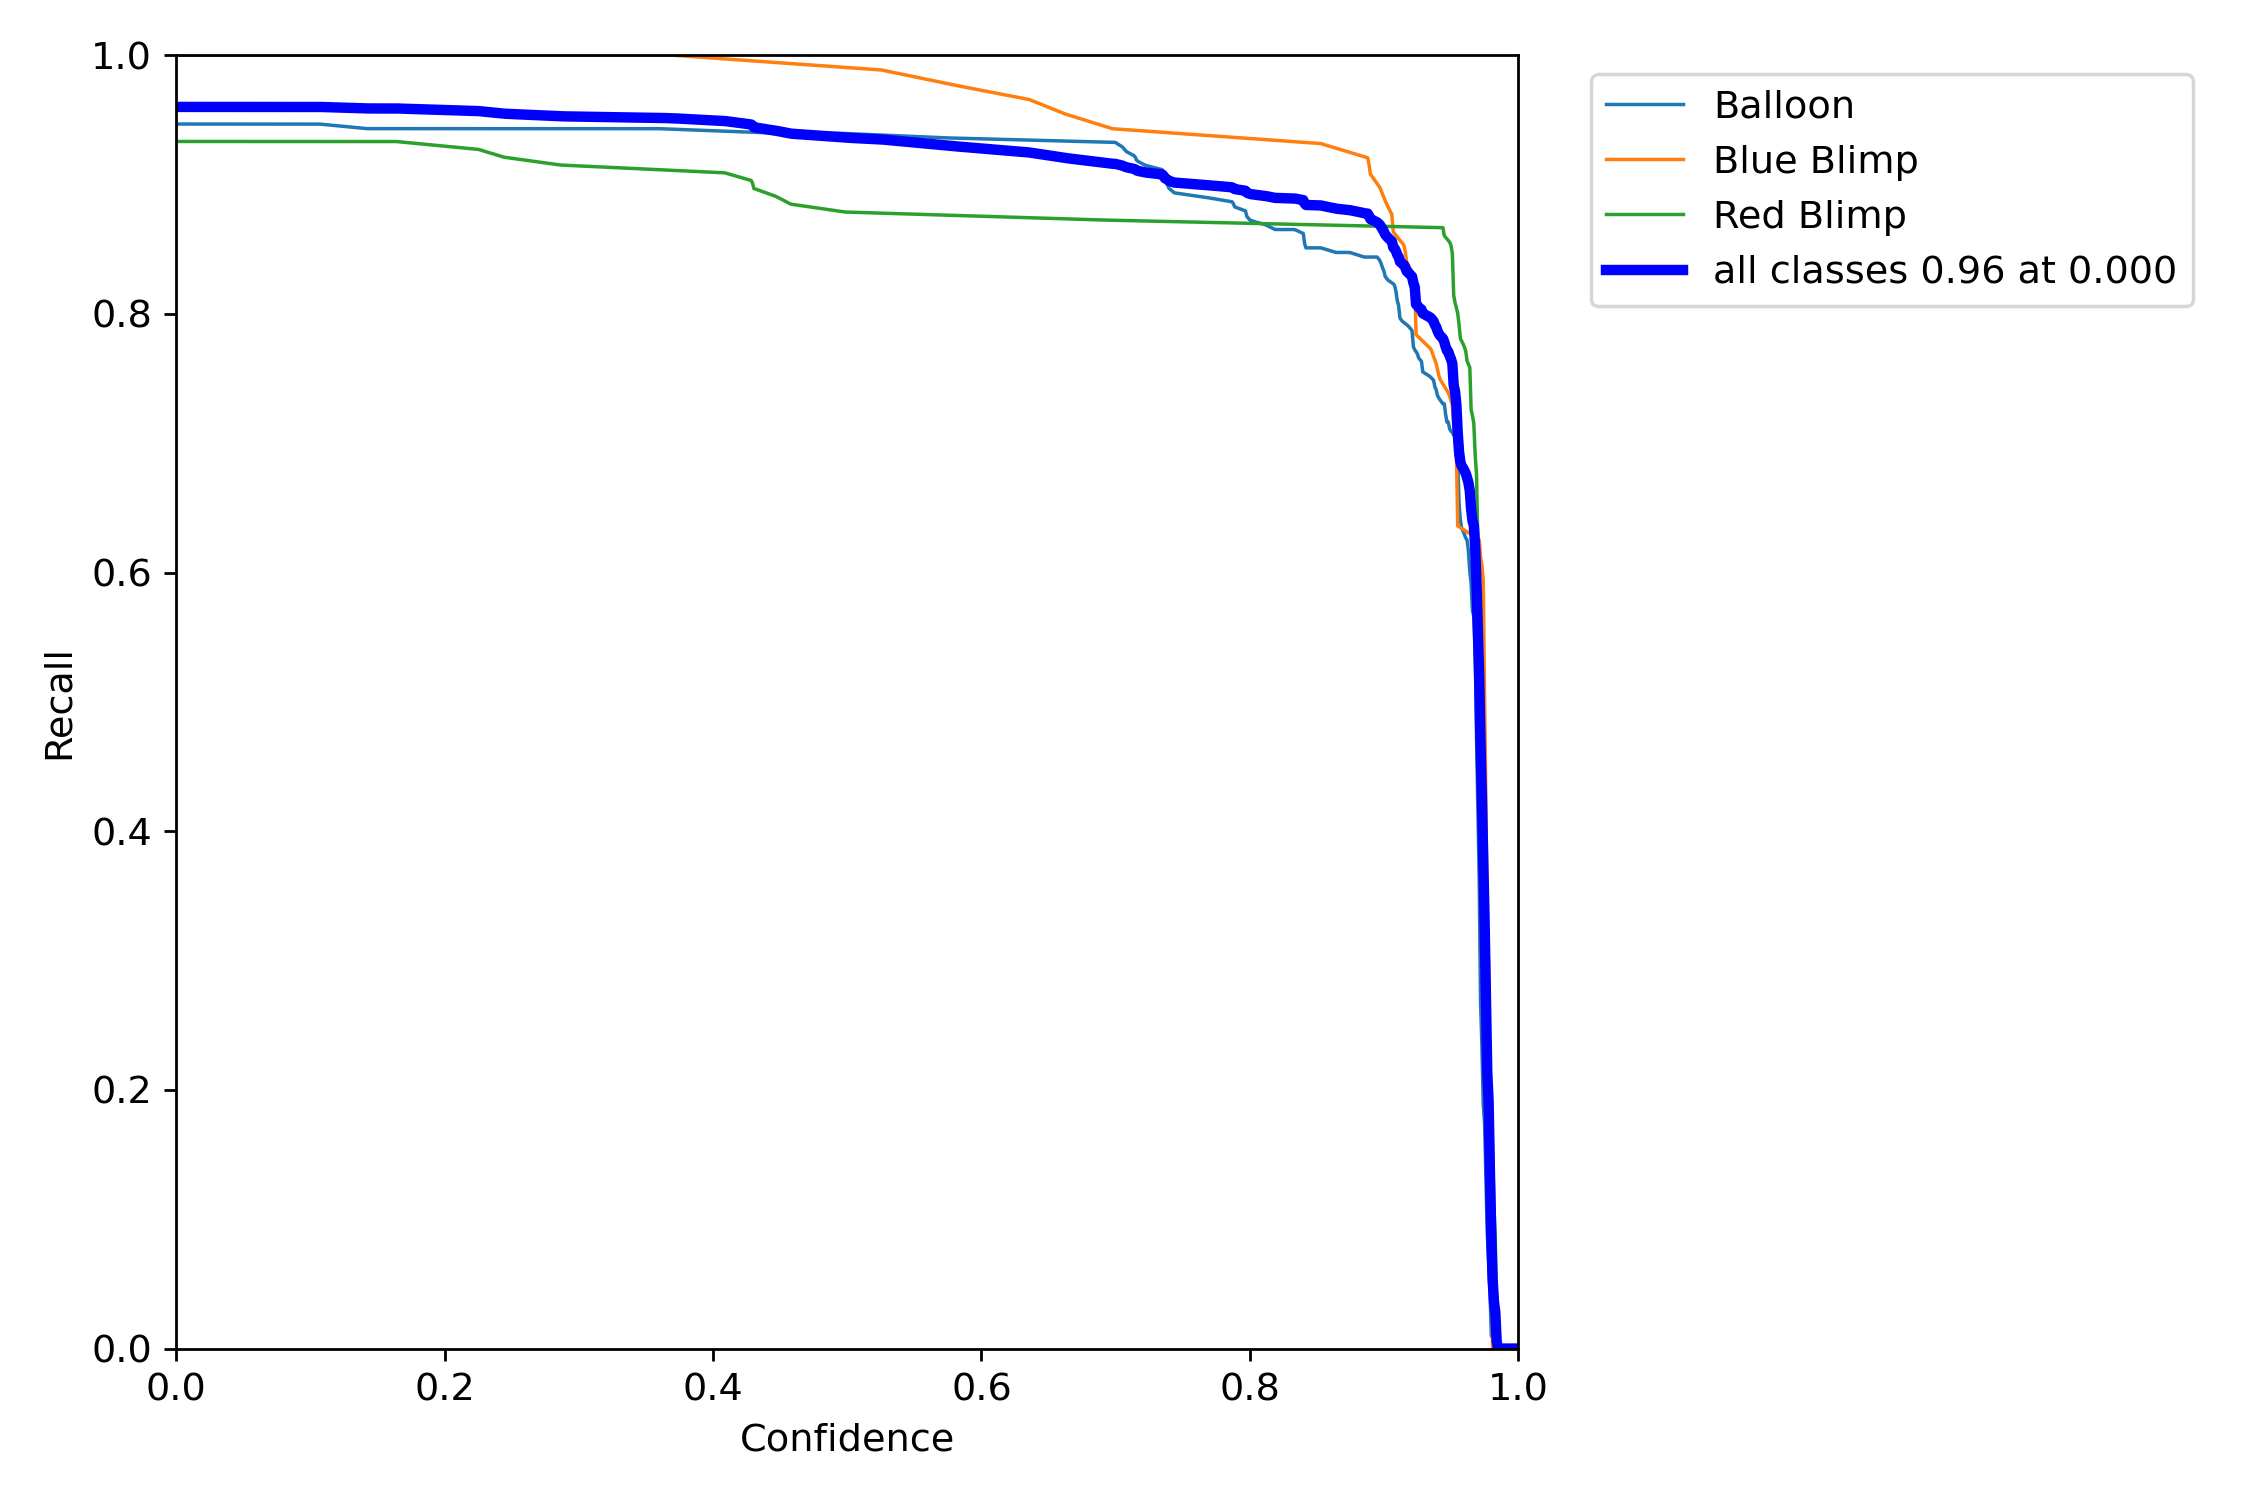 1.0
0.8
0.6
0.4
0.2
0.0
Recall
0.0 0.2 0.4 0.6 0.8 1.0
Confidence
Balloon
Blue Blimp
Red Blimp
all classes 0.96 at 0.000